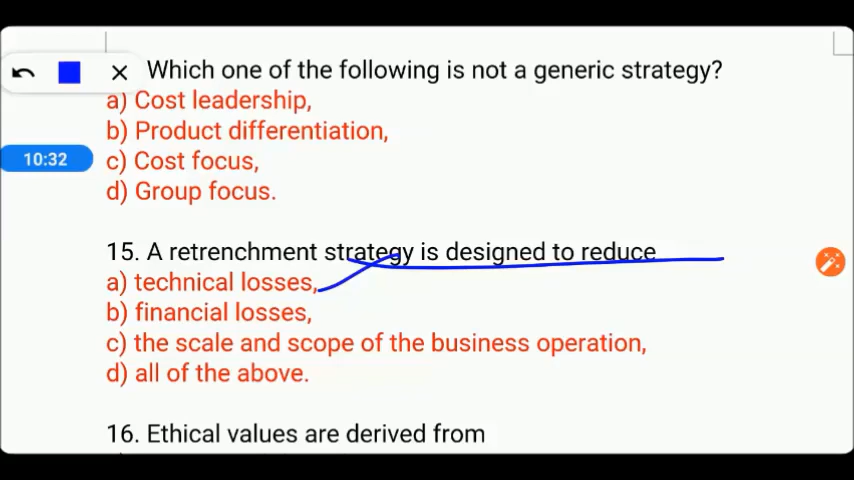 Which one of the following is not a generic strategy?
a) Cost leadership,
b) Product differentiation,
10:32
c) Cost focus,
d) Group focus.
15. A retrenchment strategy is designed to reduce
a) technical losses,
b) financial losses,
c) the scale and scope of the business operation,
d) all of the above.
16. Ethical values are derived from